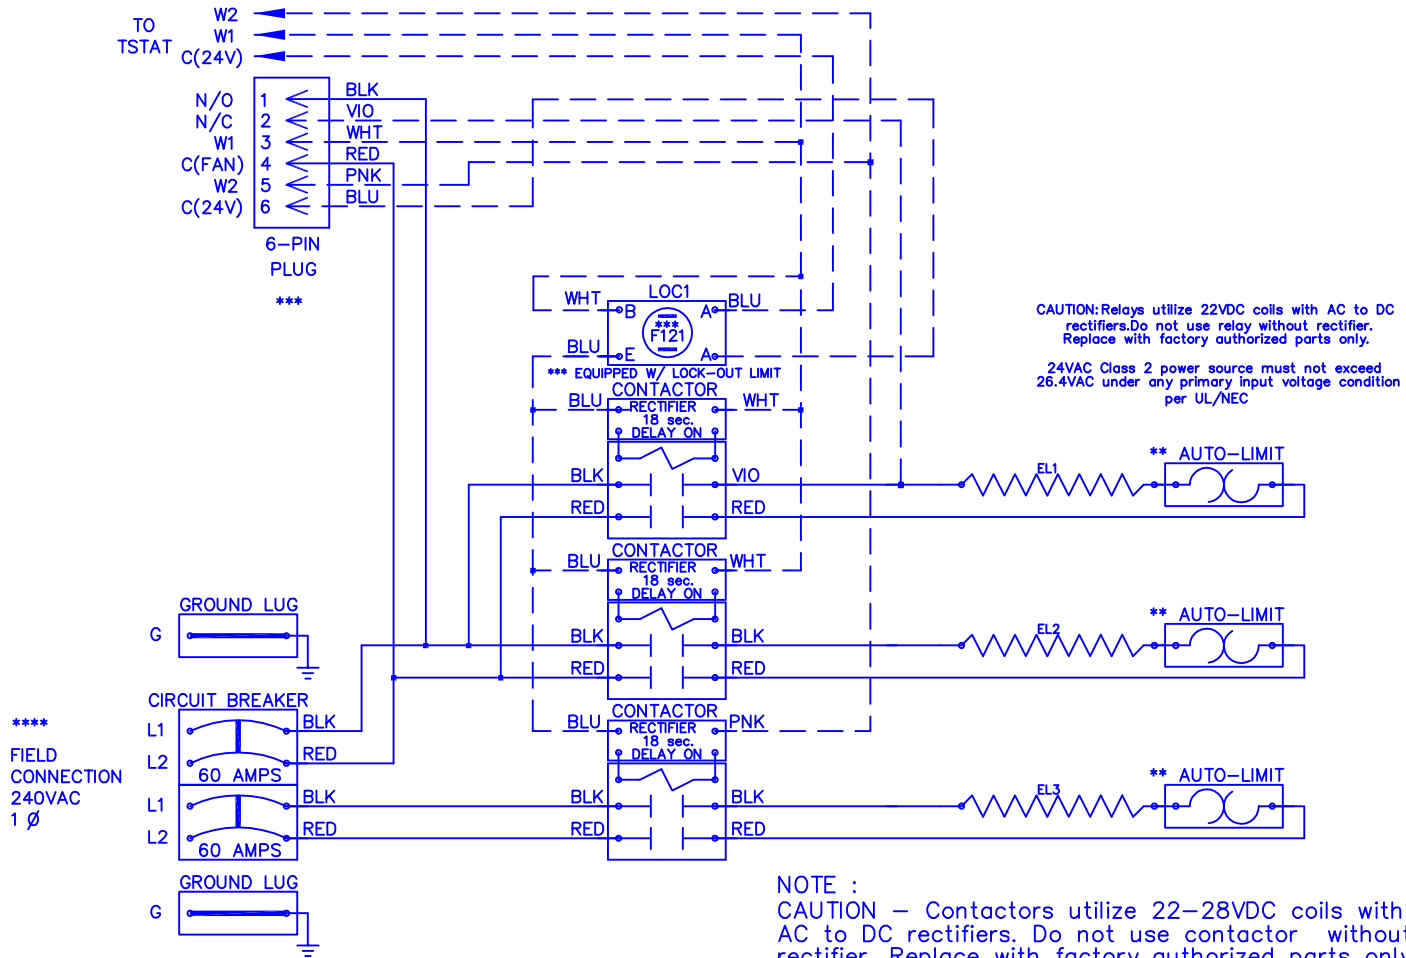 W2
TO
TSTAT
W1
C(24V)
N/O 1 BLK
N/C 2 VIO
W1 3 WHT
C(FAN) 4 RED
W2 5 PNK
C(24V) 6 BLU
6-PIN
PLUG
***
LOC1
WHT B A BLU
***
F121
BLU E A
*** EQUIPPED W/ LOCK-OUT LIMIT
CAUTION: Relays utilize 22VDC coils with AC to DC
rectifiers.Do not use relay without rectifier.
Replace with factory authorized parts only.
24VAC Class 2 power source must not exceed
26.4VAC under any primary input voltage condition
per UL/NEC
CONTACTOR
BLU RECTIFIER WHT
18 sec.
DELAY ON
BLK VIO EL1 ** AUTO-LIMIT
RED RED
CONTACTOR
BLU RECTIFIER WHT
18 sec.
DELAY ON
GROUND LUG
G
BLK BLK EL2 ** AUTO-LIMIT
RED RED
CIRCUIT BREAKER
L1 BLK
L2 RED
60 AMPS
L1 BLK
L2 RED
60 AMPS
****
FIELD
CONNECTION
240VAC
1 Ø
CONTACTOR
BLU RECTIFIER PNK
18 sec.
DELAY ON
BLK BLK EL3 ** AUTO-LIMIT
RED RED
GROUND LUG
G
NOTE :
CAUTION - Contactors utilize 22-28VDC coils with
AC to DC rectifiers. Do not use contactor without
rectifier. Replace with factory authorized parts only